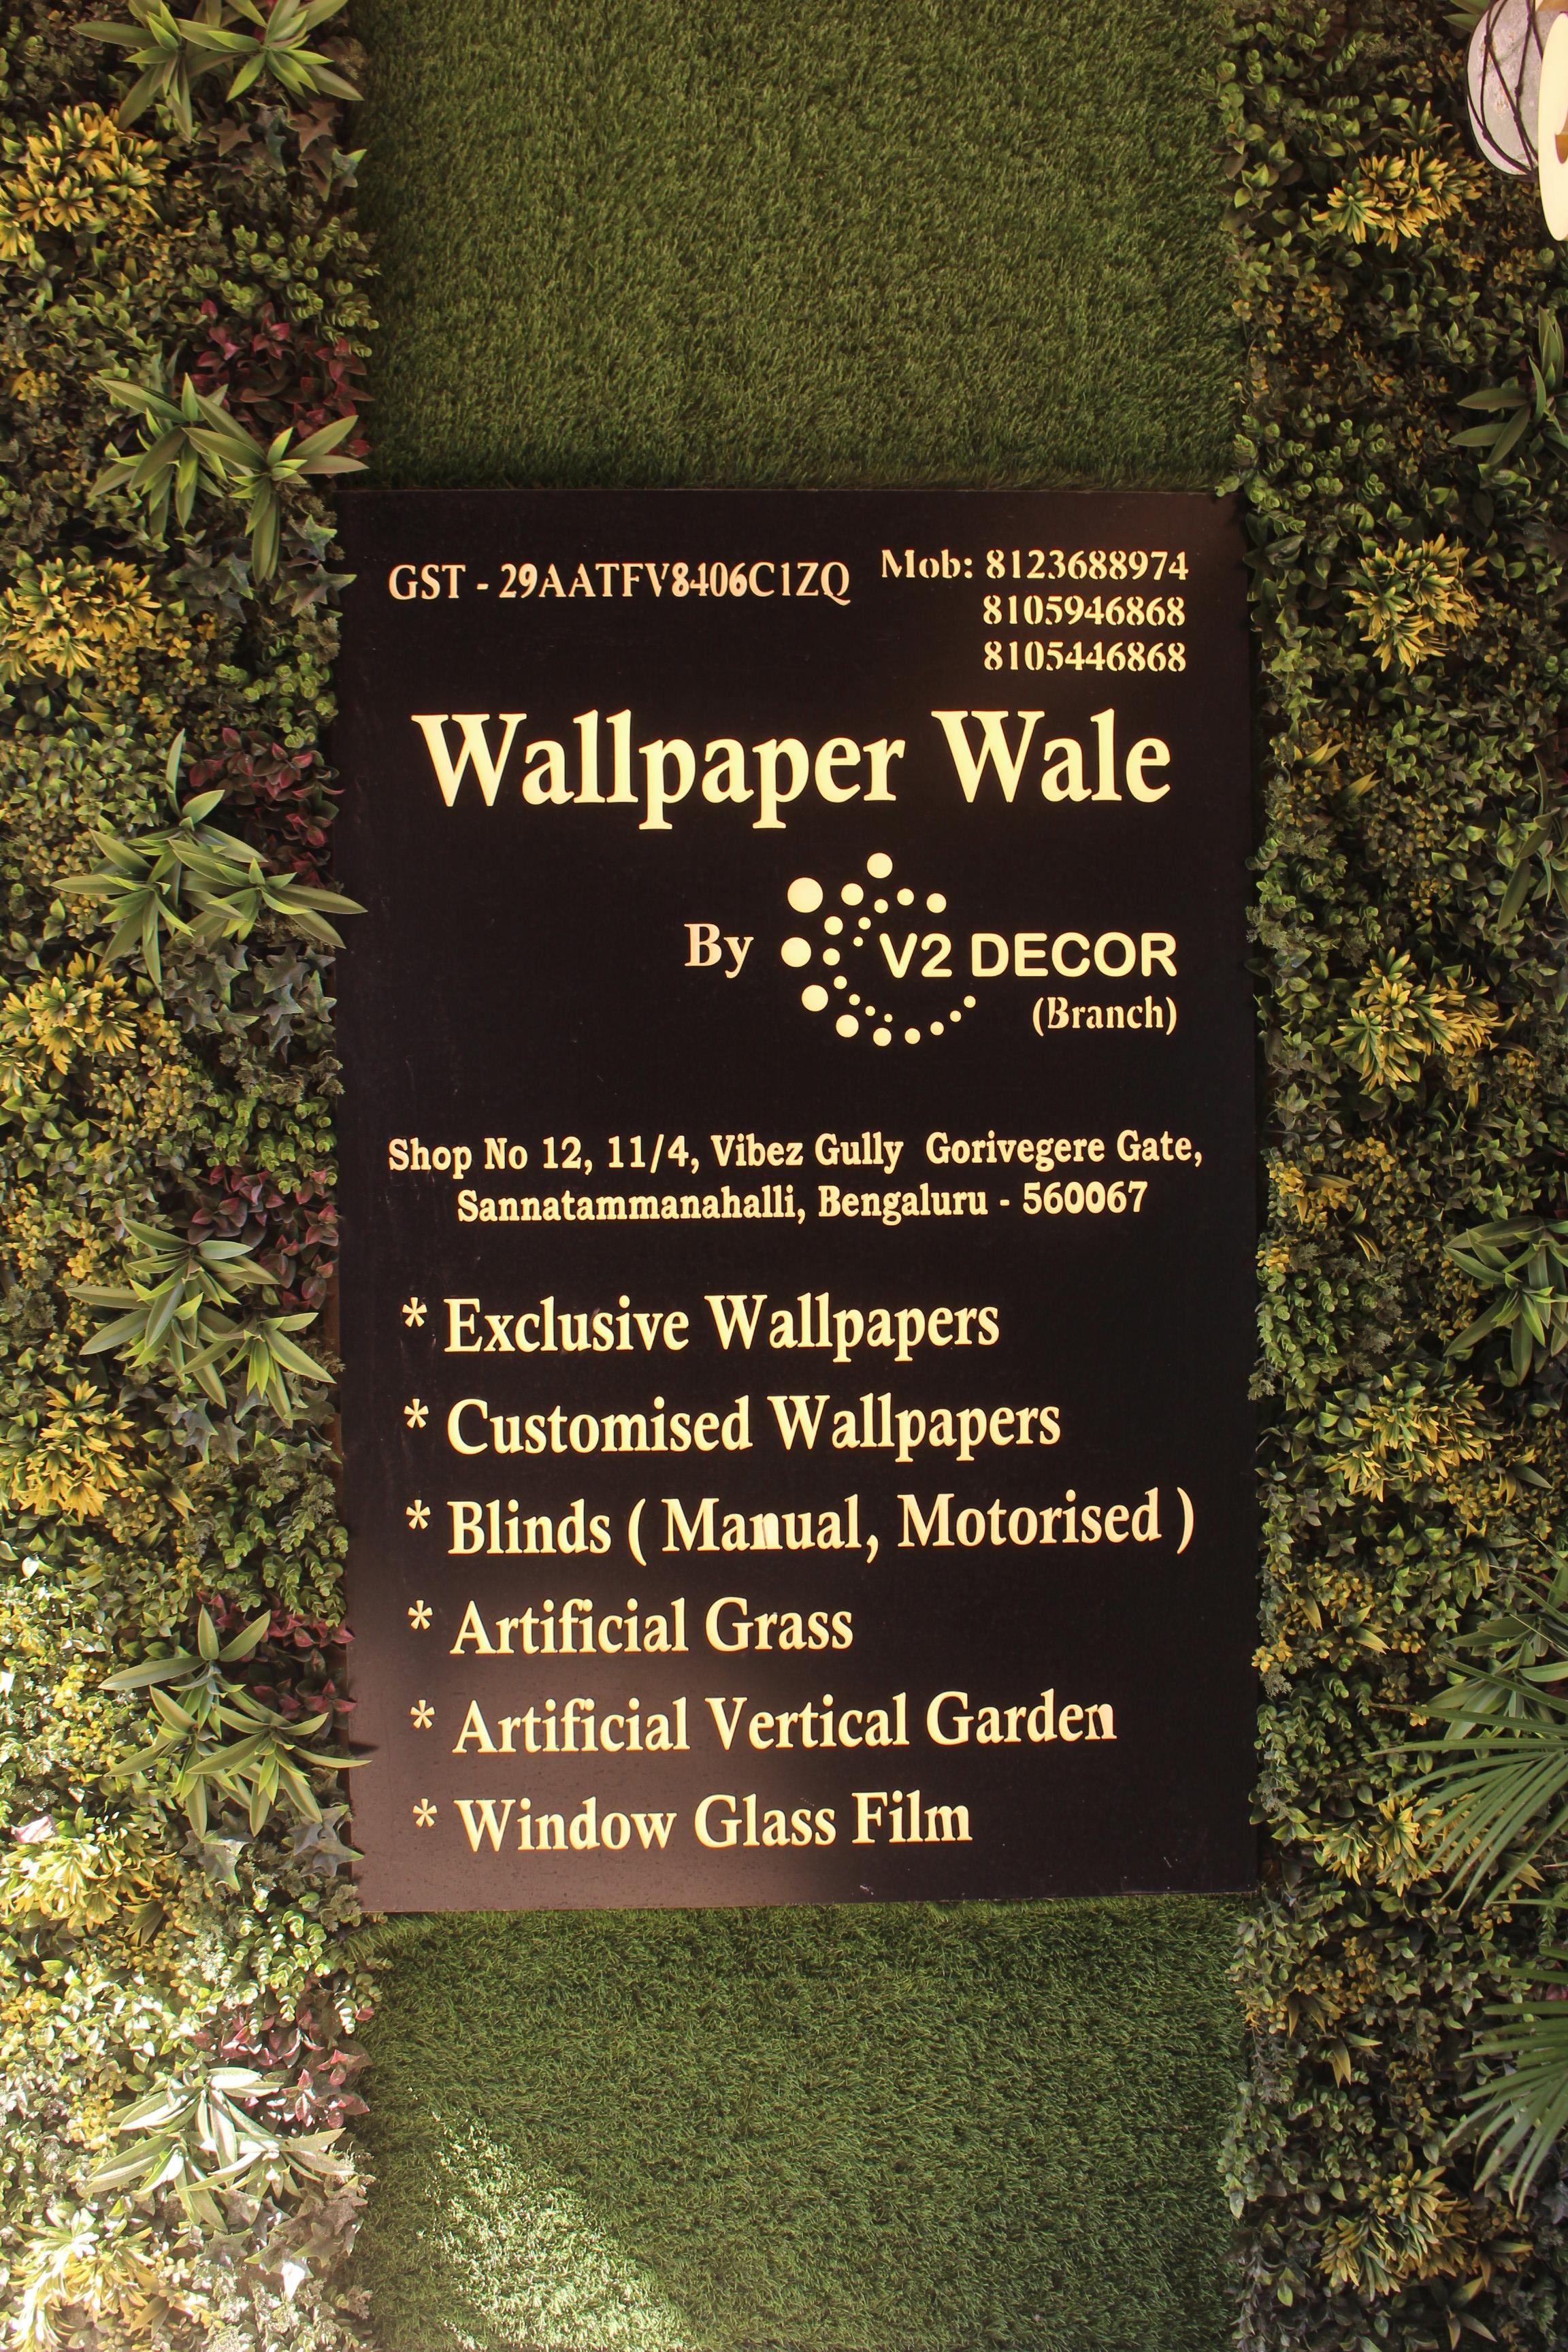 GST - 29AATFV8406C1ZQ Mob: 8123688974
8105946868
8105446868
Wallpaper Wale
By V2 DECOR
(Branch)
Shop No 12, 11/4, Vibez Gully Gorivegere Gate,
Sannatammanahalli, Bengaluru - 560067
* Exclusive Wallpapers
* Customised Wallpapers
* Blinds ( Manual, Motorised )
* Artificial Grass
* Artificial Vertical Garden
* Window Glass Film